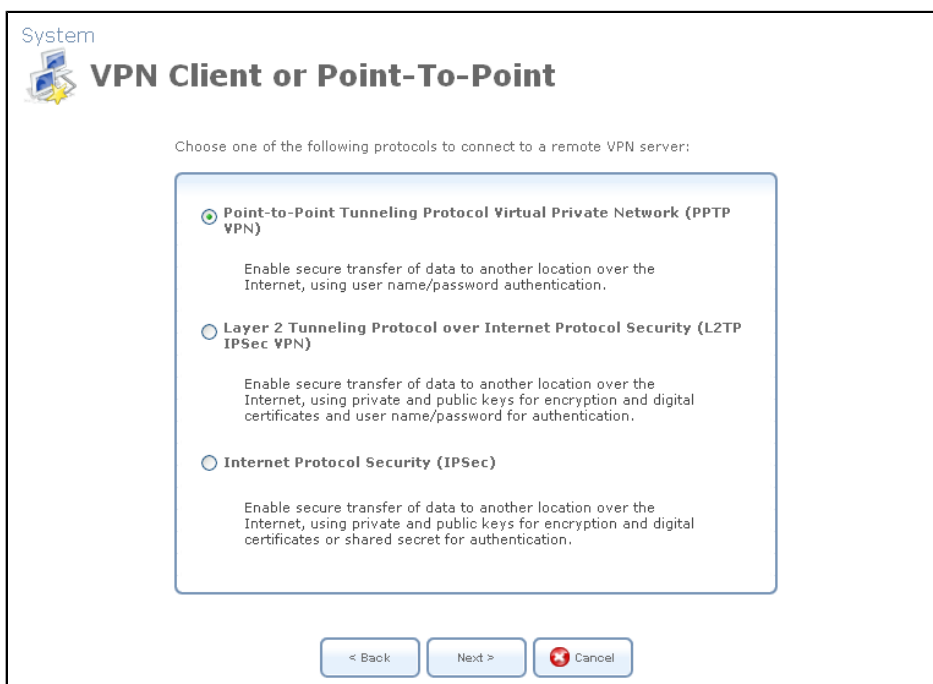 System
VPN Client or Point-To-Point
Choose one of the following protocols to connect to a remote VPN server:
Point-to-Point Tunneling Protocol Virtual Private Network (PPTP
VPN)
Enable secure transfer of data to another location over the
Internet, using user name/password authentication.
Layer 2 Tunneling Protocol over Internet Protocol Security (L2TP
IPSec VPN)
Enable secure transfer of data to another location over the
Internet, using private and public keys for encryption and digital
certificates and user name/password for authentication.
Internet Protocol Security (IPSec)
Enable secure transfer of data to another location over the
Internet, using private and public keys for encryption and digital
certificates or shared secret for authentication.
< Back Next > Cancel